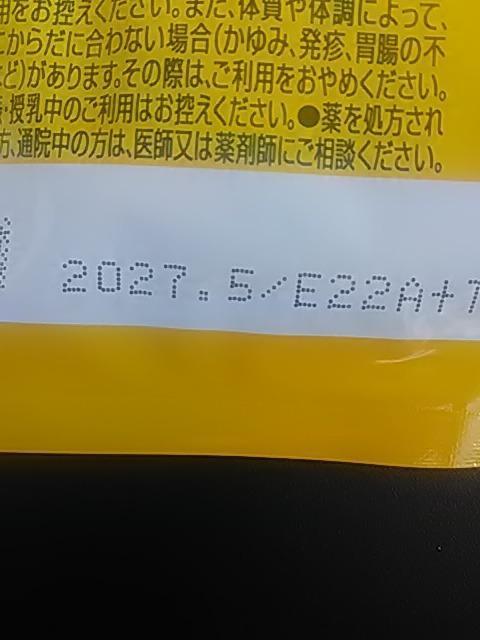 用をお控えください。また、体質や体調によって、
からだに合わない場合(かゆみ、発疹、胃腸の不
ど)があります。その際は、ご利用をおやめください。
・授乳中のご利用はお控えください。●薬を処方され
方、通院中の方は、医師又は薬剤師にご相談ください。
2027.5/E22A+